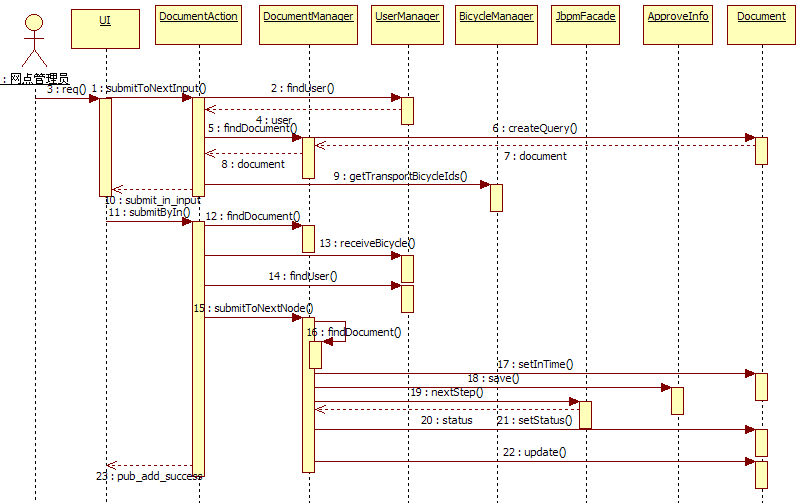 UI
DocumentAction
DocumentManager
UserManager
BicycleManager
JbpmFacade
ApproveInfo
Document
: 网点管理员
3 : req()
1 : submitToNextInput()
2 : findUser()
4 : user
5 : findDocument()
6 : createQuery()
7 : document
8 : document
9 : getTransportBicycleIds()
10 : submit_in_input
11 : submitByIn()
12 : findDocument()
13 : receiveBicycle()
14 : findUser()
15 : submitToNextNode()
16 : findDocument()
17 : setInTime()
18 : save()
19 : nextStep()
20 : status
21 : setStatus()
22 : update()
23 : pub_add_success